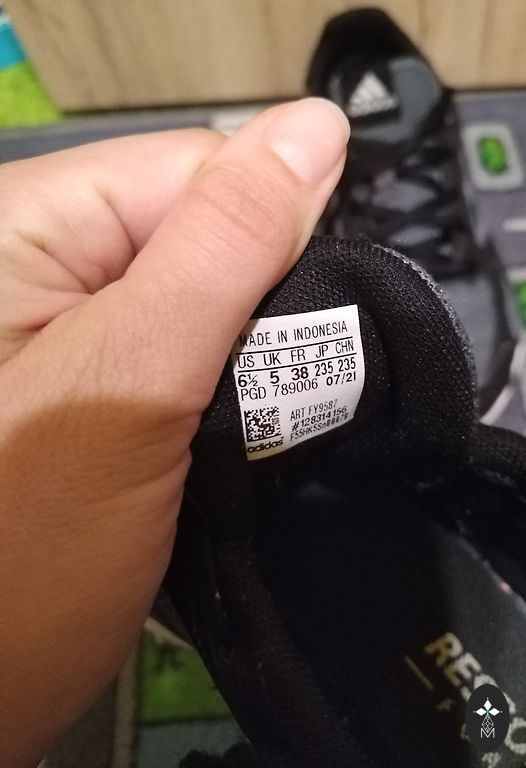 adidas
MADE IN INDONESIA
US UK FR JP CHN
6½ 5 38 235 235
PGD 789006 07/21
ART FY9587
#128314156
adidas
M